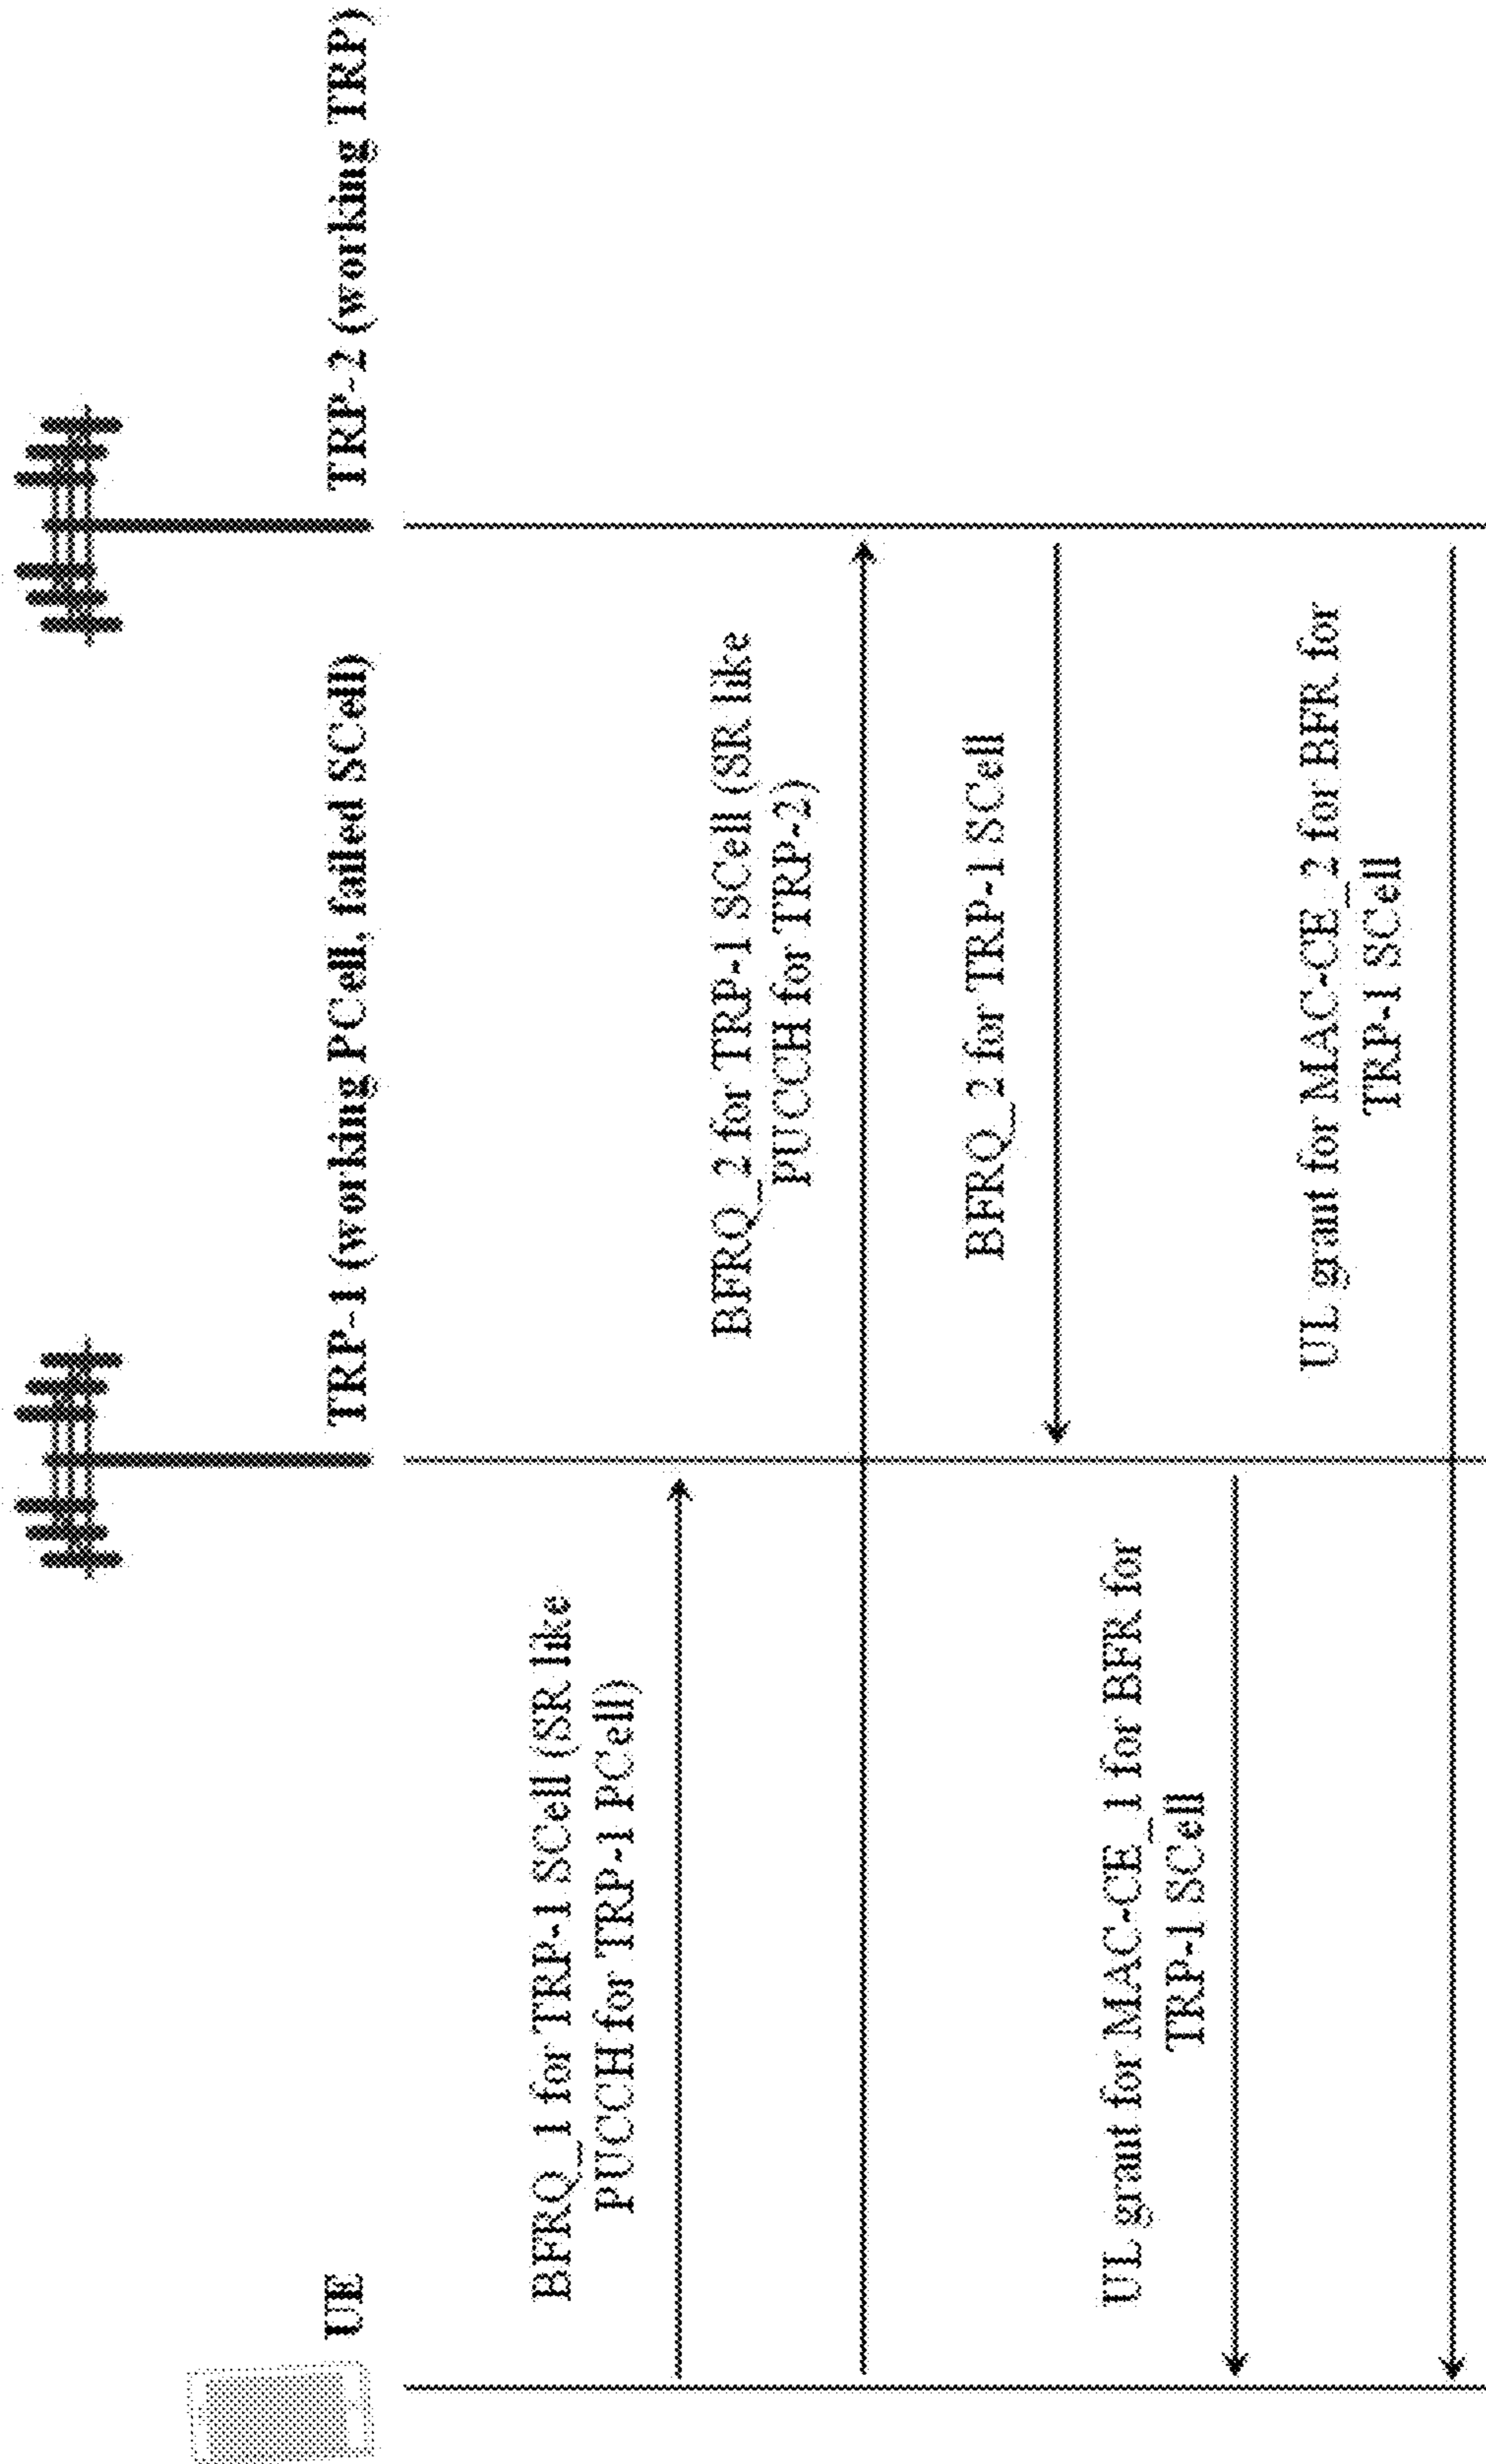 UE
TRP-1 (working PCell, failed SCell)
TRP-2 (working TRP)
BFRQ_1 for TRP-1 SCell (SR like
PUCCH for TRP-1 PCell)
BFRQ_2 for TRP-1 SCell (SR like
PUCCH for TRP-2)
BFRQ_2 for TRP-1 SCell
UL grant for MAC-CE_1 for BFR for
TRP-1 SCell
UL grant for MAC-CE_2 for BFR for
TRP-1 SCell